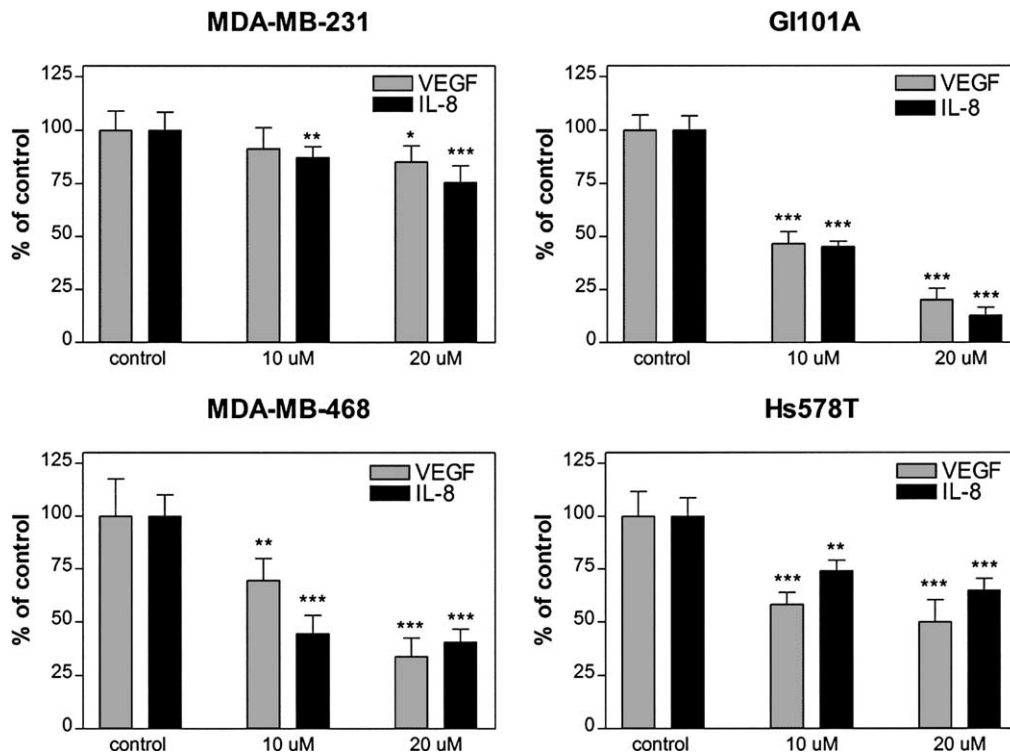 MDA-MB-231
% of control
125
100
75
50
25
0
VEGF
IL-8
**
*
***
control
10 uM
20 uM
GI101A
% of control
125
100
75
50
25
0
VEGF
IL-8
***
***
***
***
control
10 uM
20 uM
MDA-MB-468
% of control
125
100
75
50
25
0
VEGF
IL-8
**
***
***
***
control
10 uM
20 uM
Hs578T
% of control
125
100
75
50
25
0
VEGF
IL-8
***
**
***
***
control
10 uM
20 uM